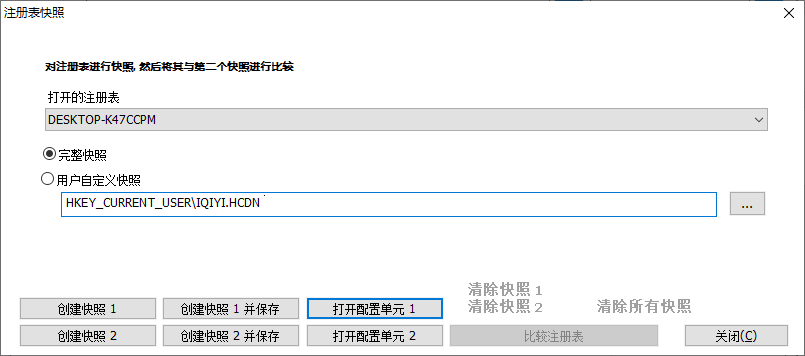 注册表快照
对注册表进行快照, 然后将其与第二个快照进行比较
打开的注册表
DESKTOP-K47CCPM
完整快照
用户自定义快照
HKEY_CURRENT_USER\IQIYI.HCDN
...
清除快照 1
创建快照 1 创建快照 1 并保存 打开配置单元 1 清除快照 2 清除所有快照
创建快照 2 创建快照 2 并保存 打开配置单元 2 比较注册表 关闭(C)